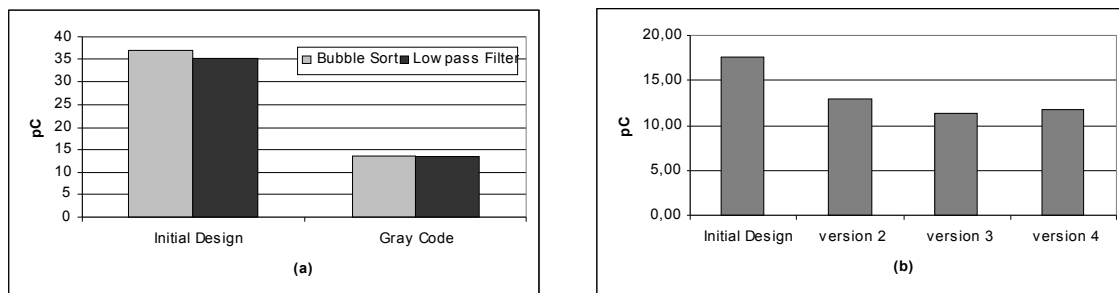 40
35
30
25
20
15
10
5
0
pC
Bubble Sort Low pass Filter
Initial Design Gray Code
(a)
20,00
15,00
10,00
5,00
0,00
pC
Initial Design version 2 version 3 version 4
(b)